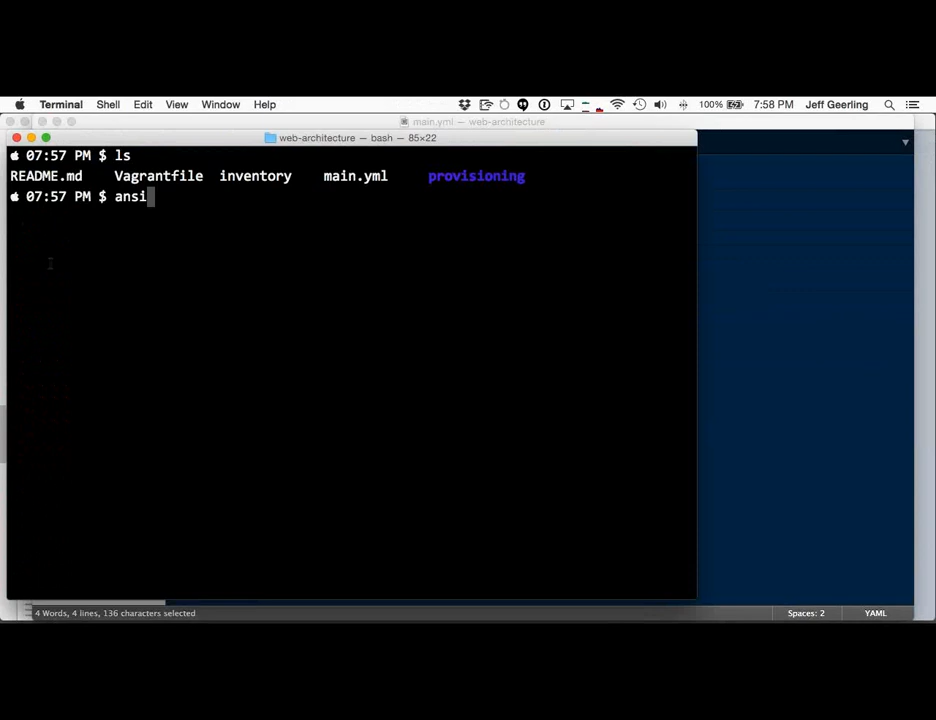 Terminal Shell Edit View Window Help 100% 7:58 PM Jeff Geerling
main.yml — web-architecture
web-architecture — bash — 85×22
07:57 PM $ ls
README.md Vagrantfile inventory main.yml provisioning
07:57 PM $ ansi
4 Words, 4 lines, 136 characters selected Spaces: 2 YAML